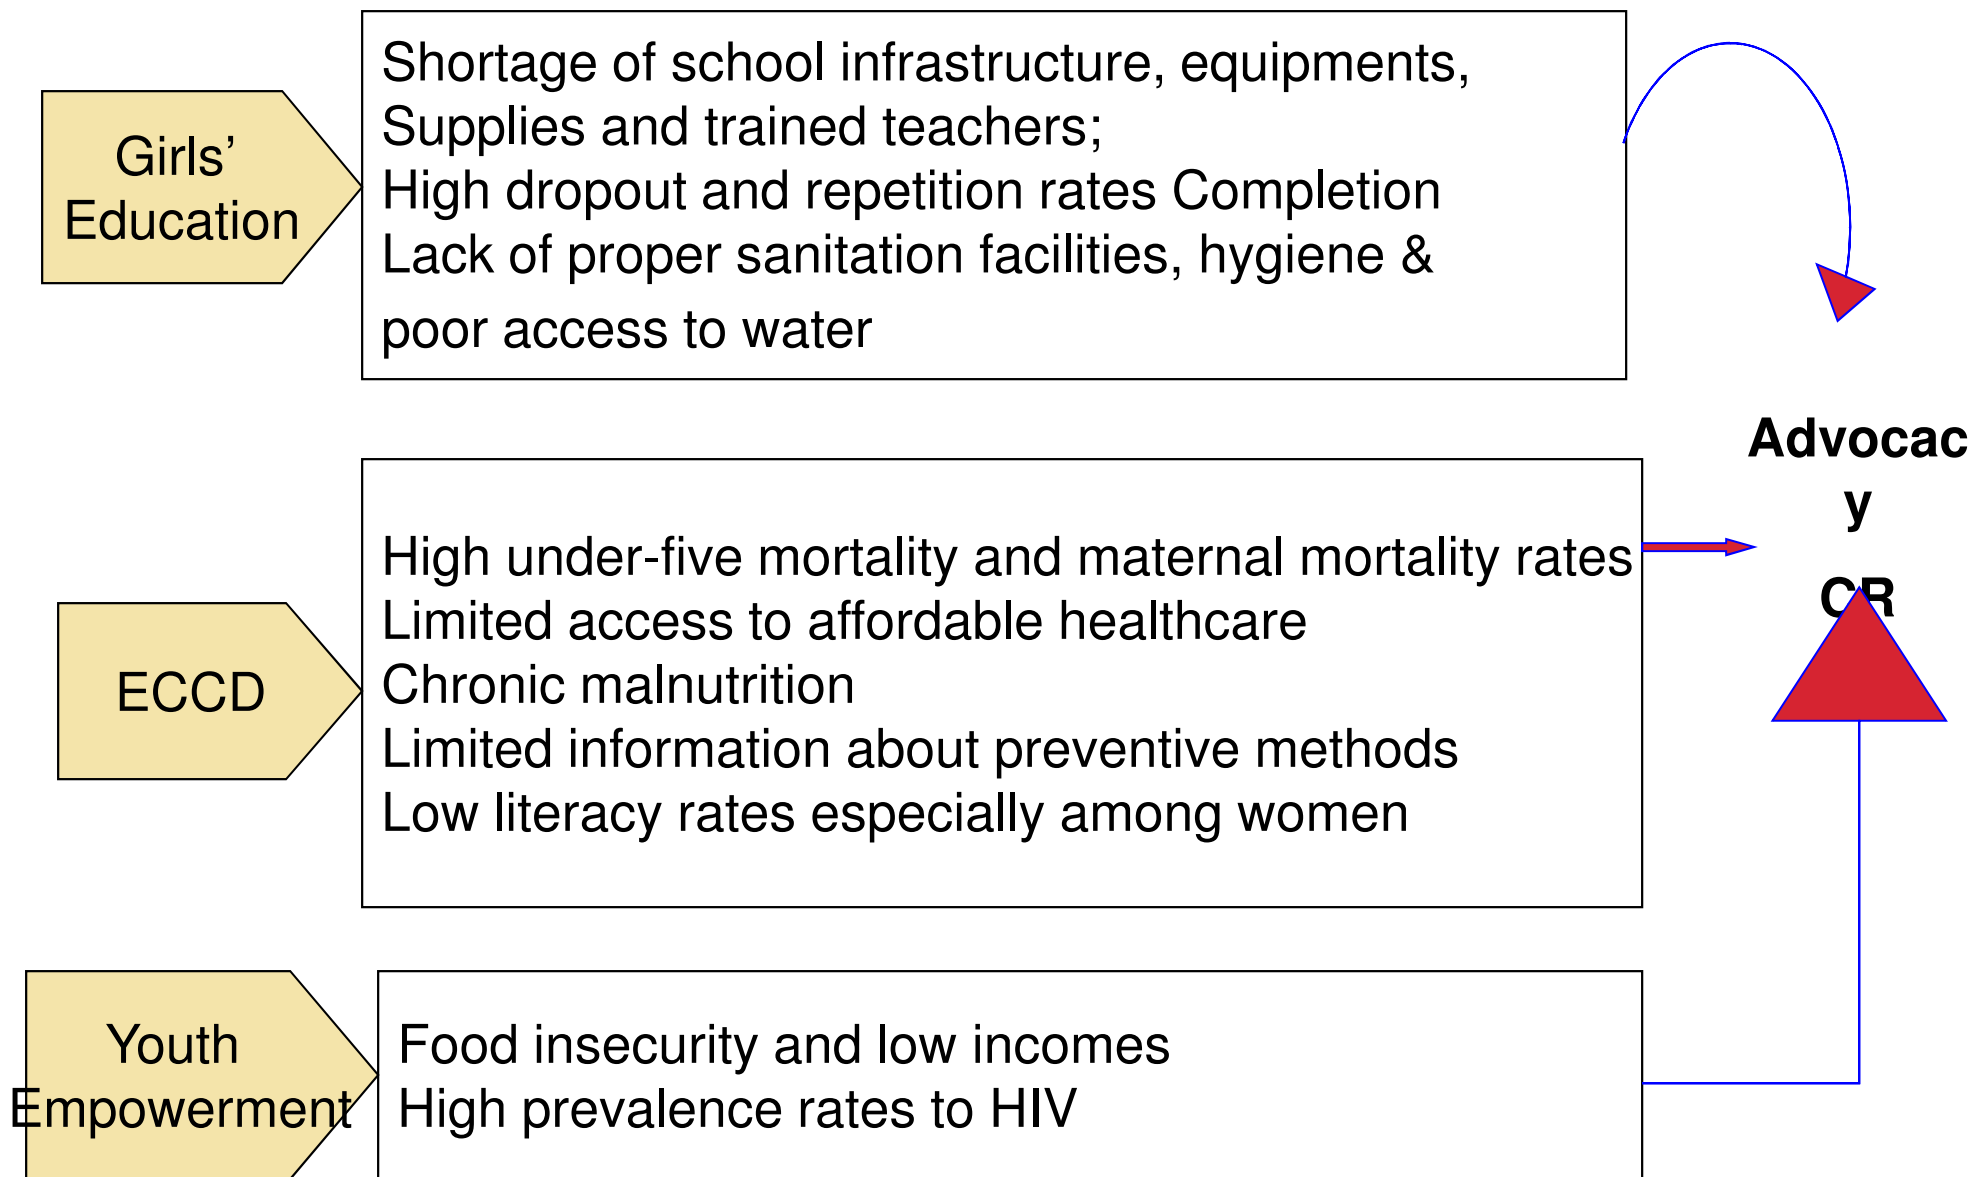 Girls’
Education
Shortage of school infrastructure, equipments,
Supplies and trained teachers;
High dropout and repetition rates Completion
Lack of proper sanitation facilities, hygiene &
poor access to water
ECCD
High under-five mortality and maternal mortality rates
Limited access to affordable healthcare
Chronic malnutrition
Limited information about preventive methods
Low literacy rates especially among women
Youth
Empowerment
Food insecurity and low incomes
High prevalence rates to HIV
Advocac
y
CR